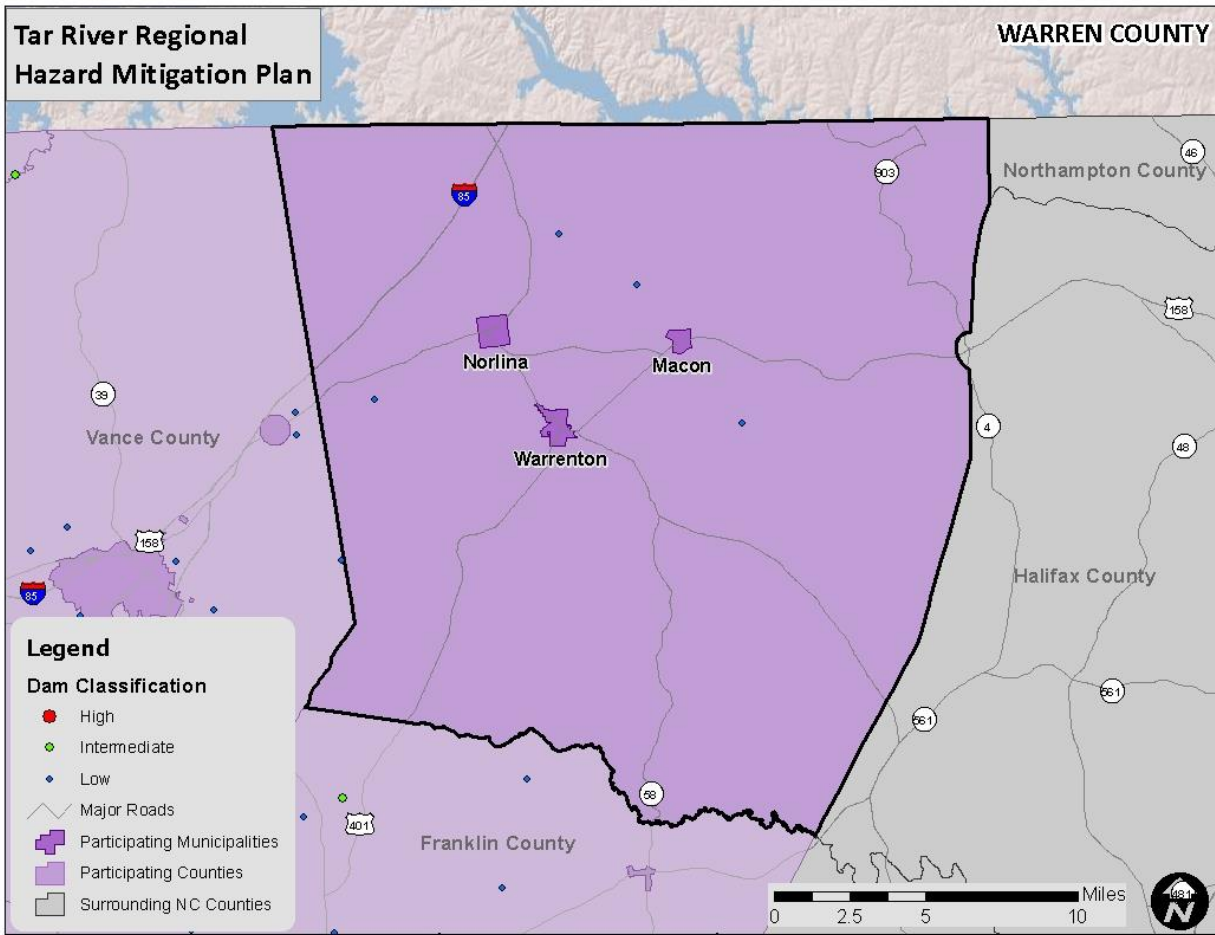 Tar River Regional
Hazard Mitigation Plan
WARREN COUNTY
46
Northampton County
903
85
158
Norlina
Macon
39
Vance County
4
48
Warrenton
158
85
Halifax County
561
561
58
401
Franklin County
Legend
Dam Classification
High
Intermediate
Low
Major Roads
Participating Municipalities
Participating Counties
Surrounding NC Counties
Miles
0 2.5 5 10
481
N